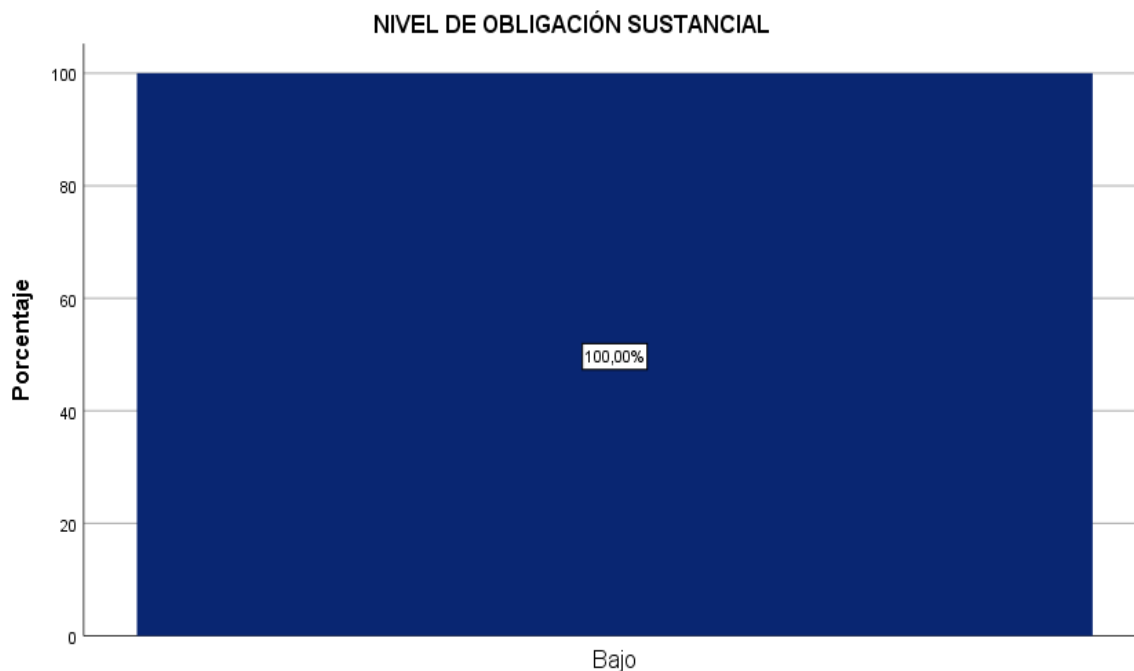 NIVEL DE OBLIGACIÓN SUSTANCIAL
Porcentaje
100
80
60
40
20
0
100,00%
Bajo